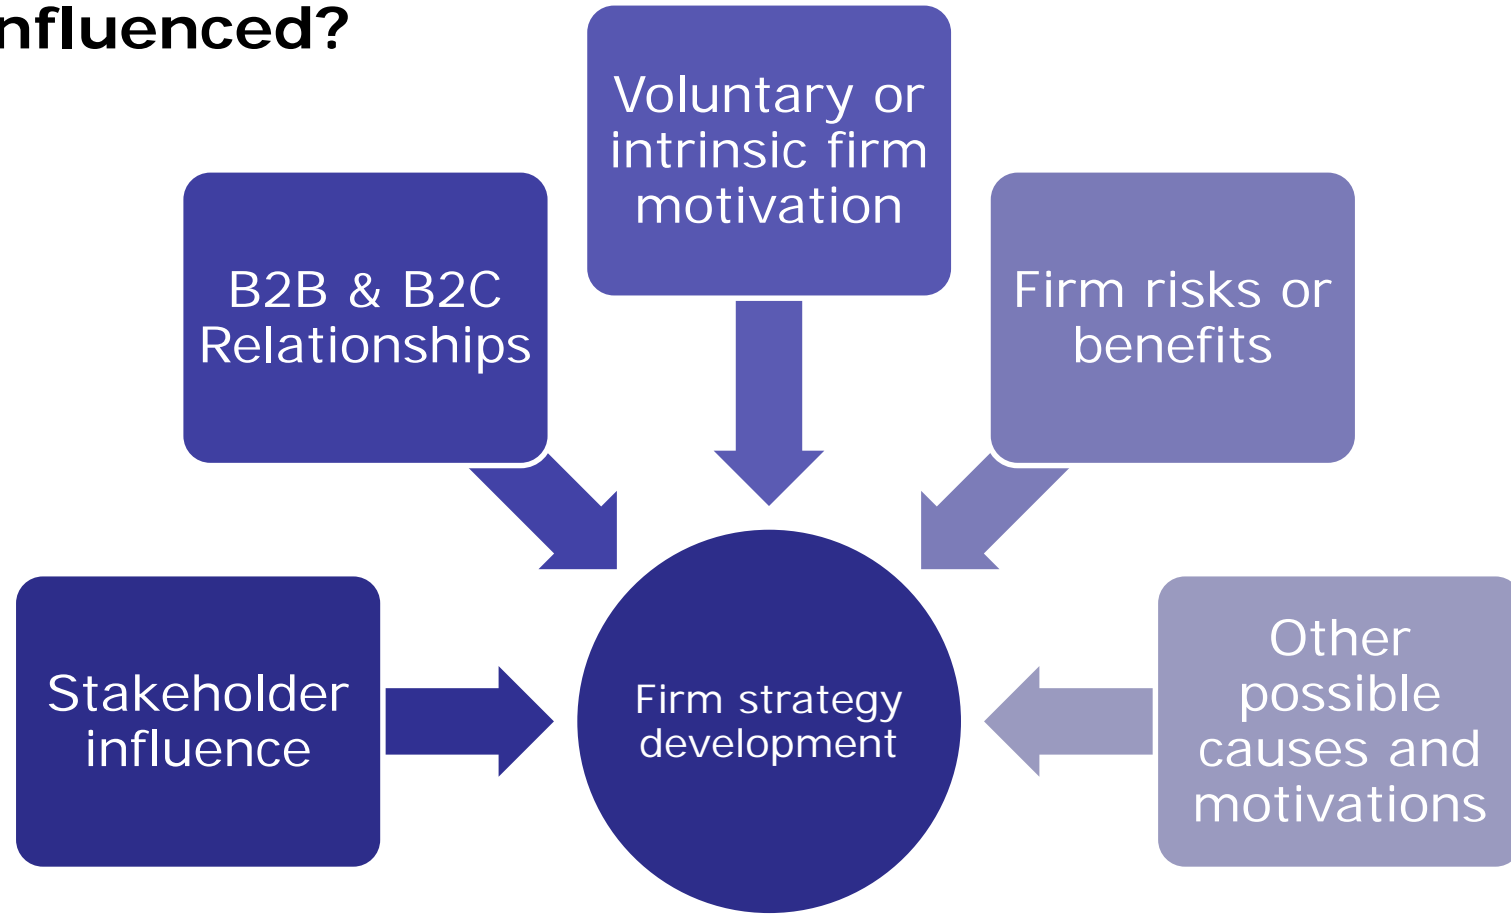 nfluenced?
Voluntary or
intrinsic firm
motivation
B2B & B2C
Relationships
Firm risks or
benefits
Stakeholder
influence
Firm strategy
development
Other
possible
causes and
motivations